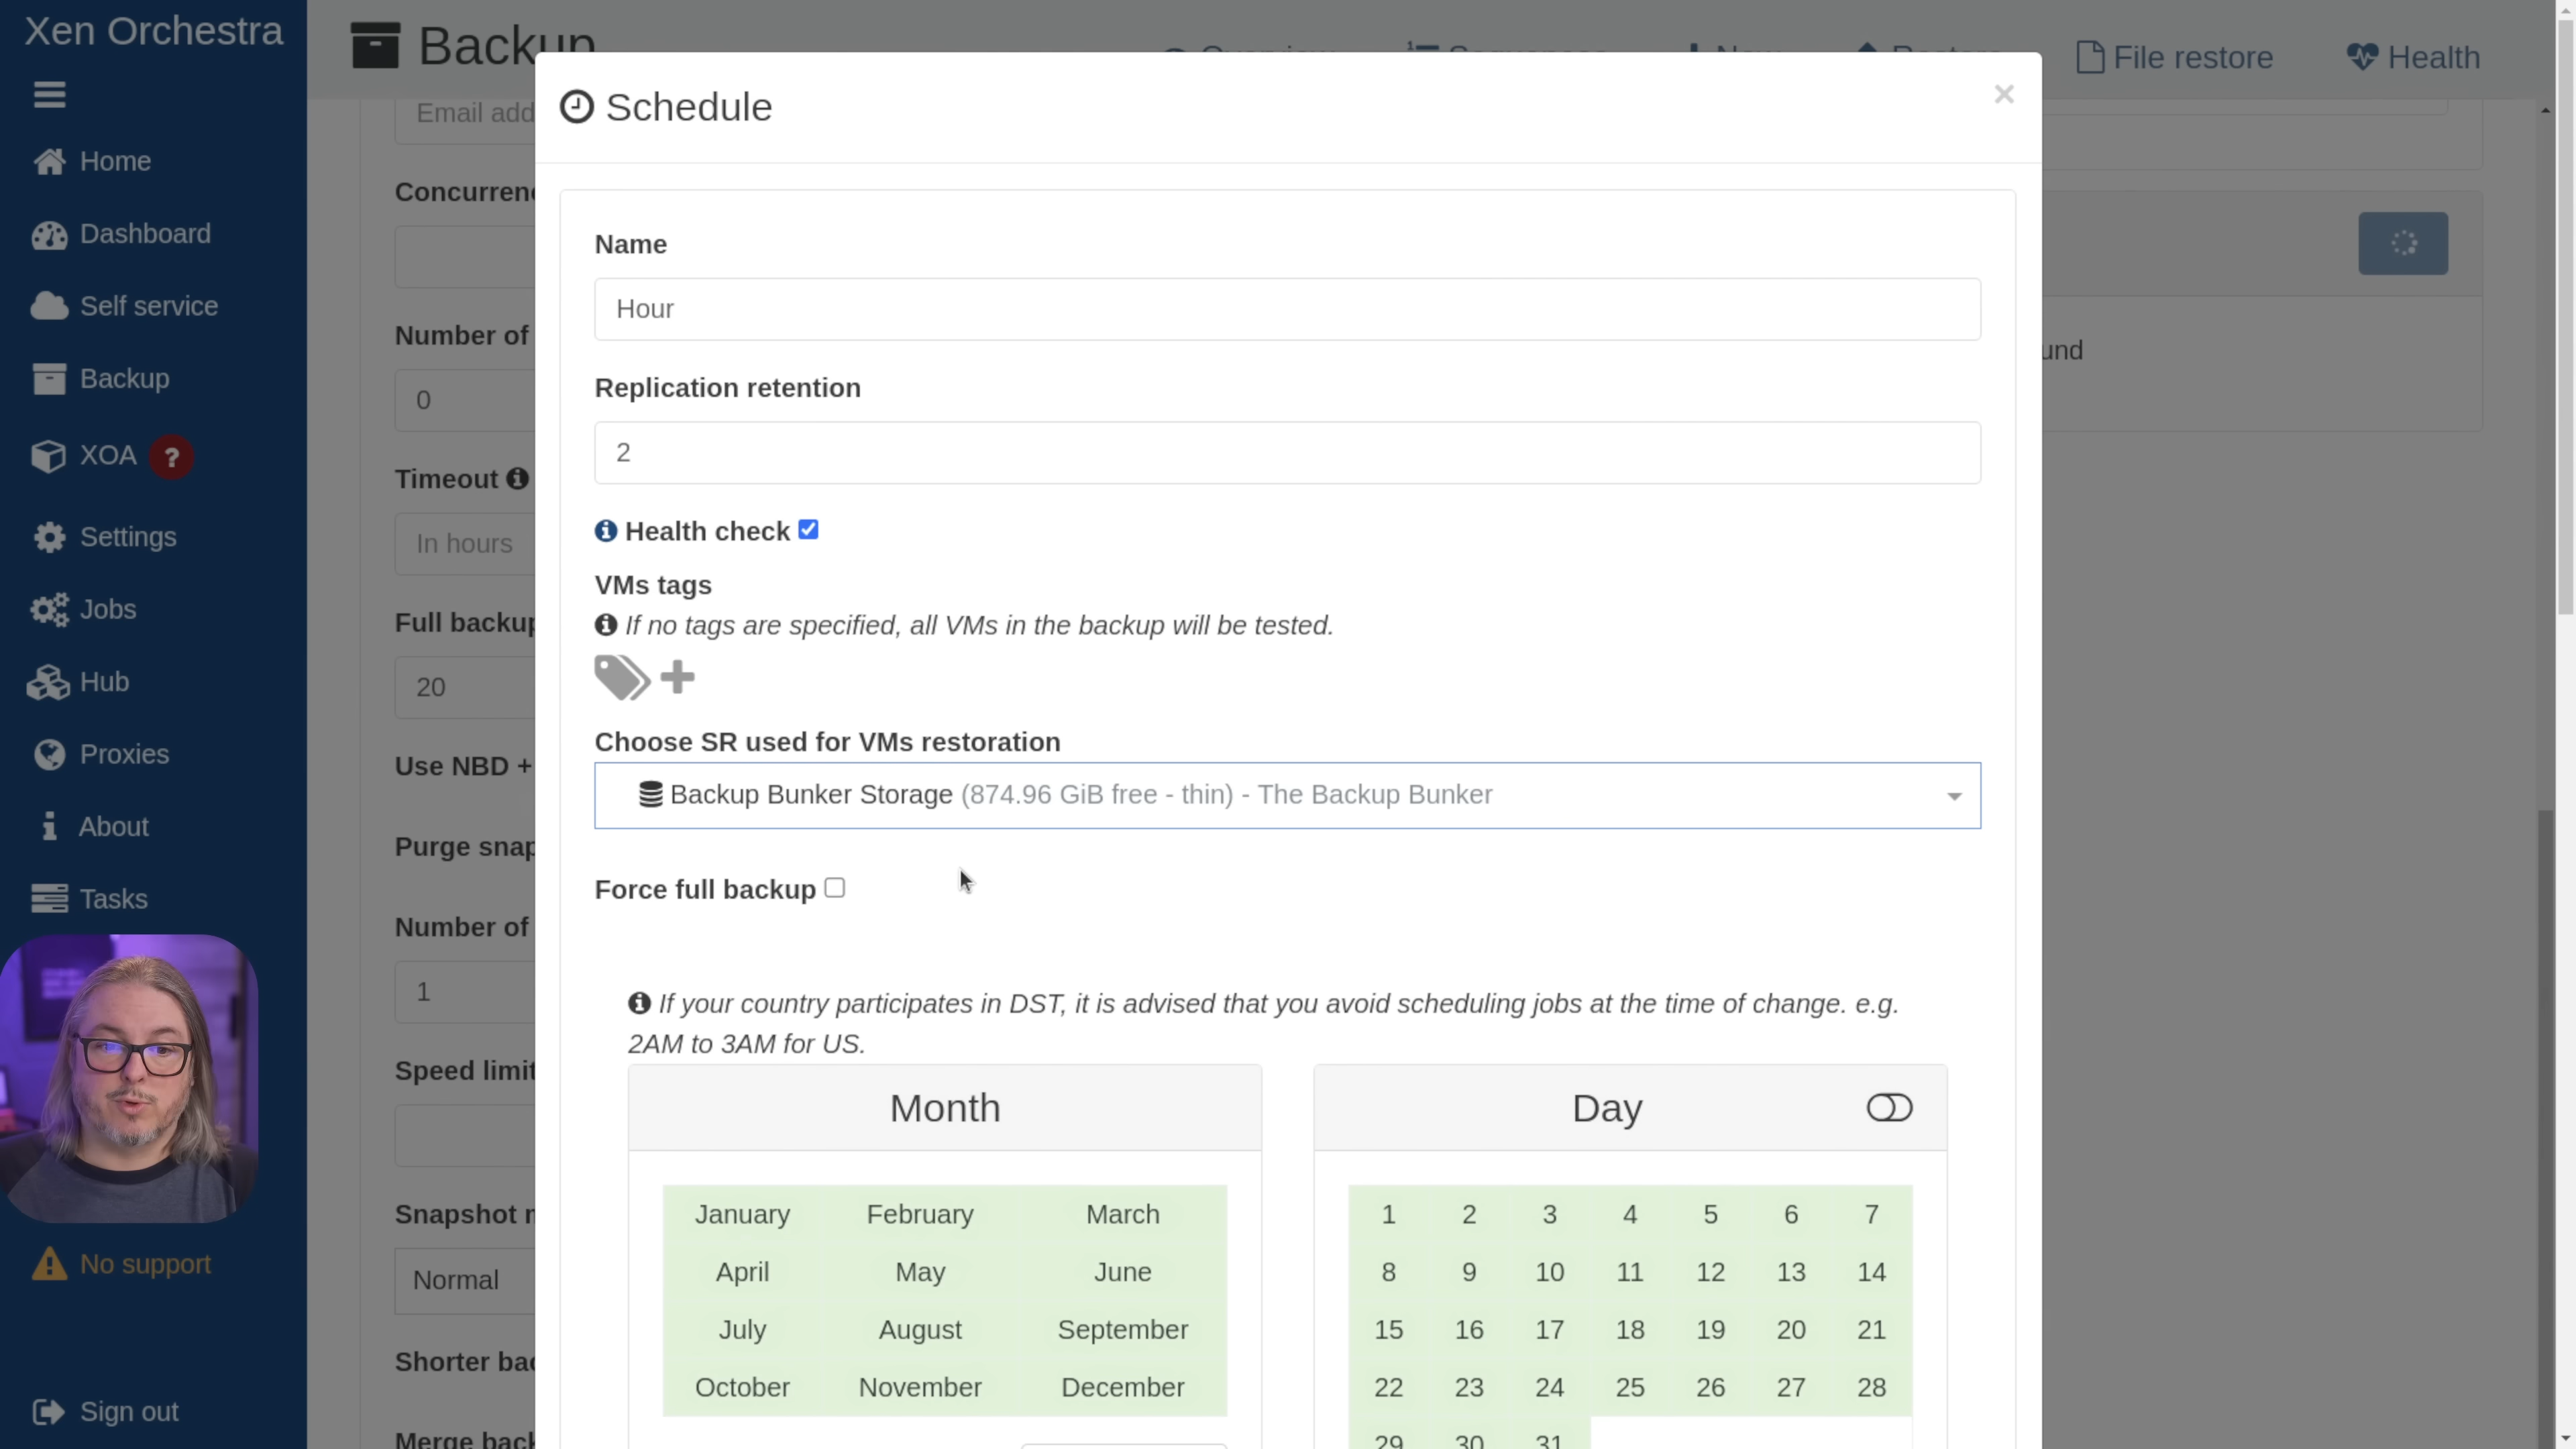 Xen Orchestra
Home
Dashboard
Self service
Backup
XOA ?
Settings
Jobs
Hub
Proxies
About
Tasks
No support
Sign out
Backup
File restore
Health
Email add
Concurrenc
Number of
0
Timeout
In hours
Full backup
20
Use NBD +
Purge snap
Number of
1
Speed limit
Snapshot m
Normal
Shorter bac
Merge back
Schedule
×
Name
Hour
Replication retention
2
Health check
VMs tags
If no tags are specified, all VMs in the backup will be tested.
Choose SR used for VMs restoration
Backup Bunker Storage (874.96 GiB free - thin) - The Backup Bunker
Force full backup
If your country participates in DST, it is advised that you avoid scheduling jobs at the time of change. e.g.
2AM to 3AM for US.
Month
January February March
April May June
July August September
October November December
Day
1 2 3 4 5 6 7
8 9 10 11 12 13 14
15 16 17 18 19 20 21
22 23 24 25 26 27 28
29 30 31
und